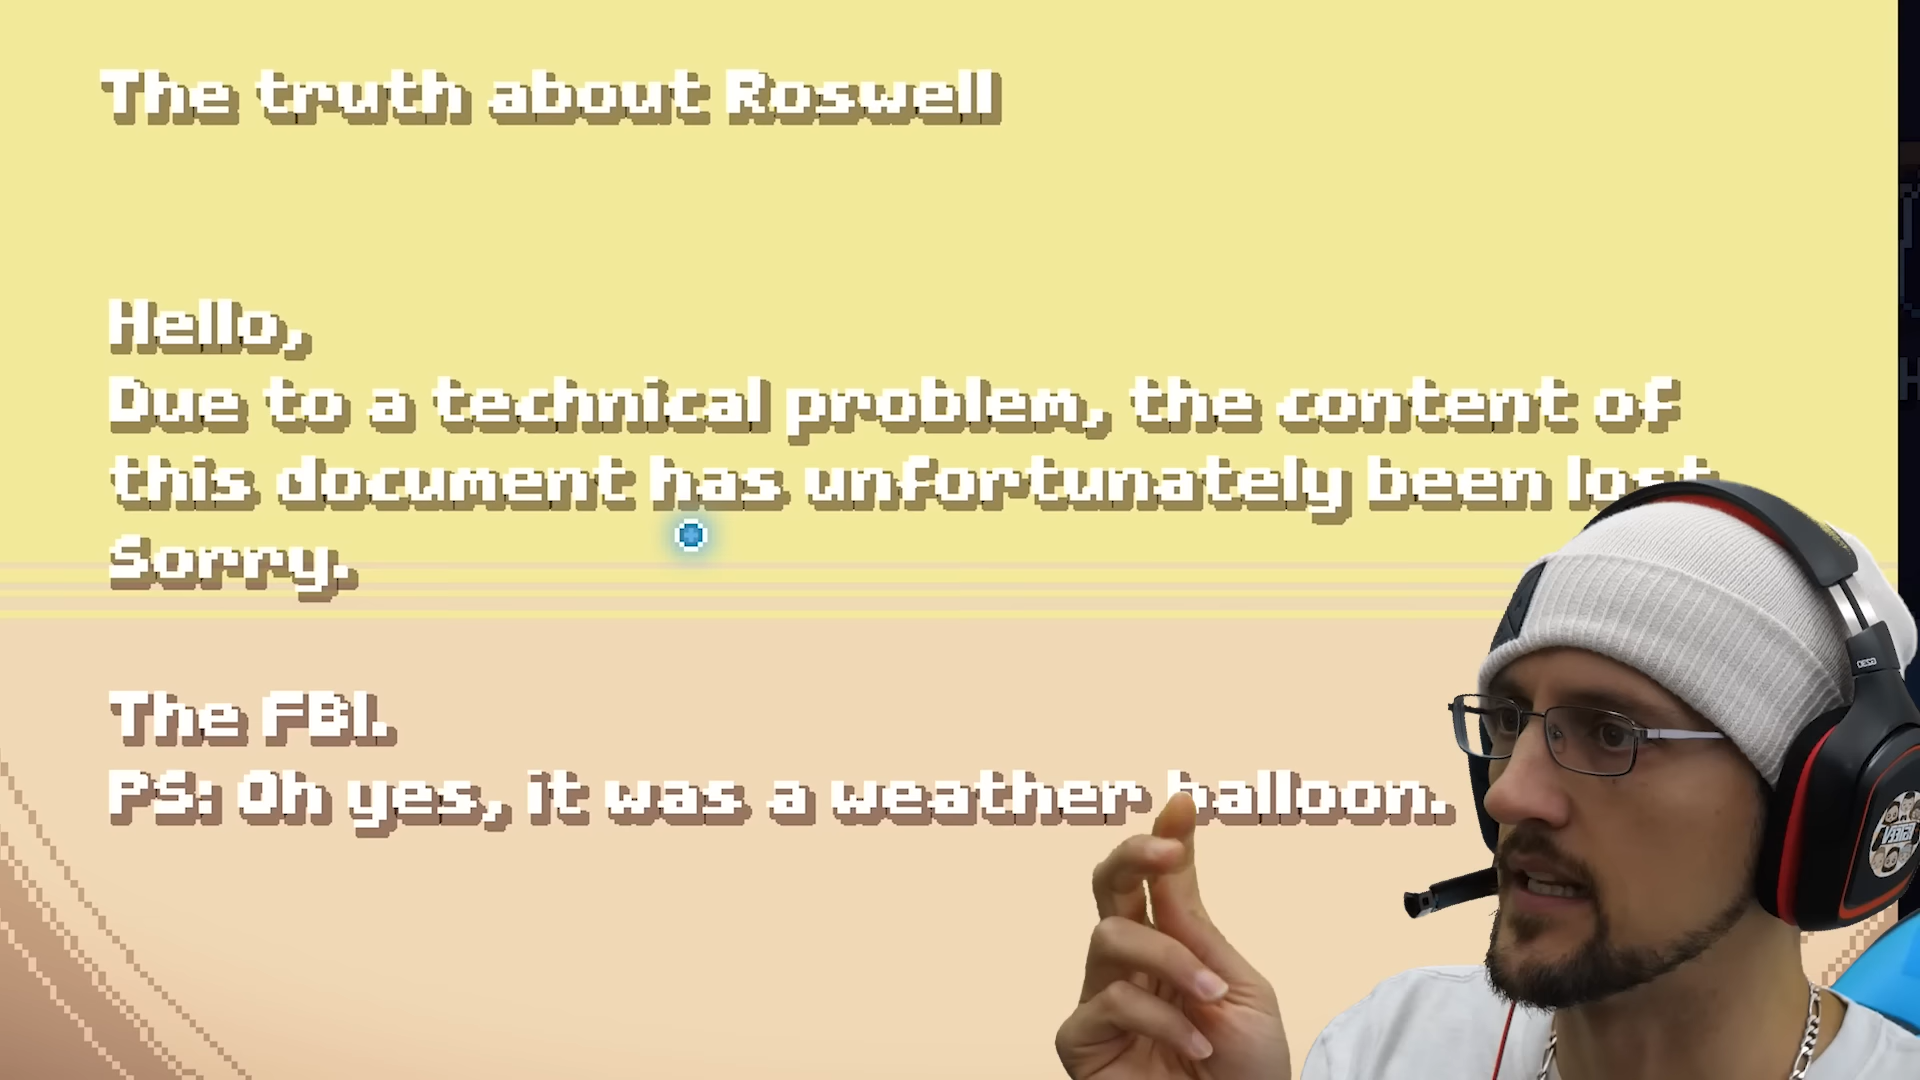 The truth about Roswell
Hello,
Due to a technical problem, the content of
this document has unfortunately been lost
Sorry.
The FBI.
PS: Oh yes, it was a weather balloon.